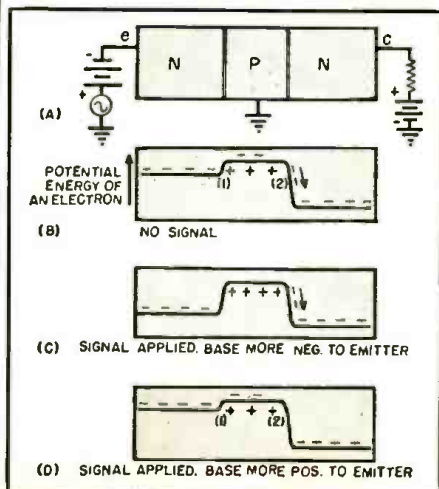 e
c
N P N
- + + -
(A)
POTENTIAL
ENERGY OF
AN ELECTRON
(1) + + + (2)
(B) NO SIGNAL
+ + + +
(C) SIGNAL APPLIED. BASE MORE NEG. TO EMITTER
(1) + + + (2)
(D) SIGNAL APPLIED. BASE MORE POS. TO EMITTER